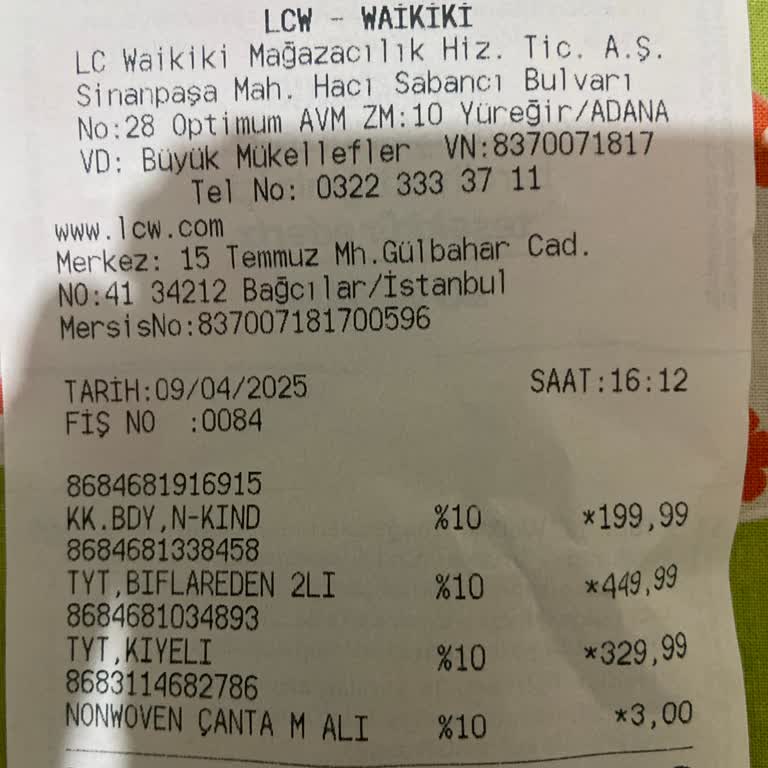 LCW - WAİKİKİ
LC Waikiki Mağazacılık Hiz. Tic. A.Ş.
Sinanpaşa Mah. Hacı Sabancı Bulvarı
No:28 Optimum AVM ZM:10 Yüreğir/ADANA
VD: Büyük Mükellefler VN:8370071817
Tel No: 0322 333 37 11
www.lcw.com
Merkez: 15 Temmuz Mh.Gülbahar Cad.
NO:41 34212 Bağcılar/İstanbul
MersisNo:837007181700596
TARİH:09/04/2025 SAAT:16:12
FİŞ NO :0084
8684681916915
KK.BDY,N-KIND %10 *199,99
8684681338458
TYT,BIFLAREDEN 2LI %10 *449,99
8684681034893
TYT,KIYELI %10 *329,99
8683114682786
NONWOVEN ÇANTA M ALI %10 *3,00